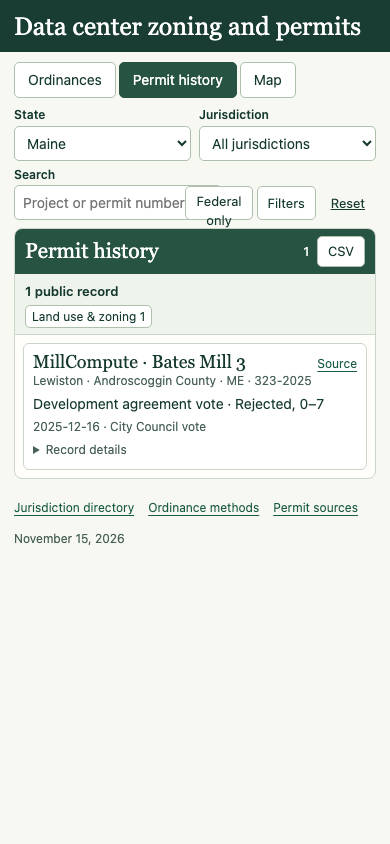 Data center zoning and permits
Ordinances Permit history Map
State Jurisdiction
Maine All jurisdictions
Search
Project or permit number Federal only Filters Reset
Permit history 1 CSV
1 public record
Land use & zoning 1
MillCompute · Bates Mill 3 Source
Lewiston · Androscoggin County · ME · 323-2025
Development agreement vote · Rejected, 0–7
2025-12-16 · City Council vote
Record details
Jurisdiction directory Ordinance methods Permit sources
November 15, 2026